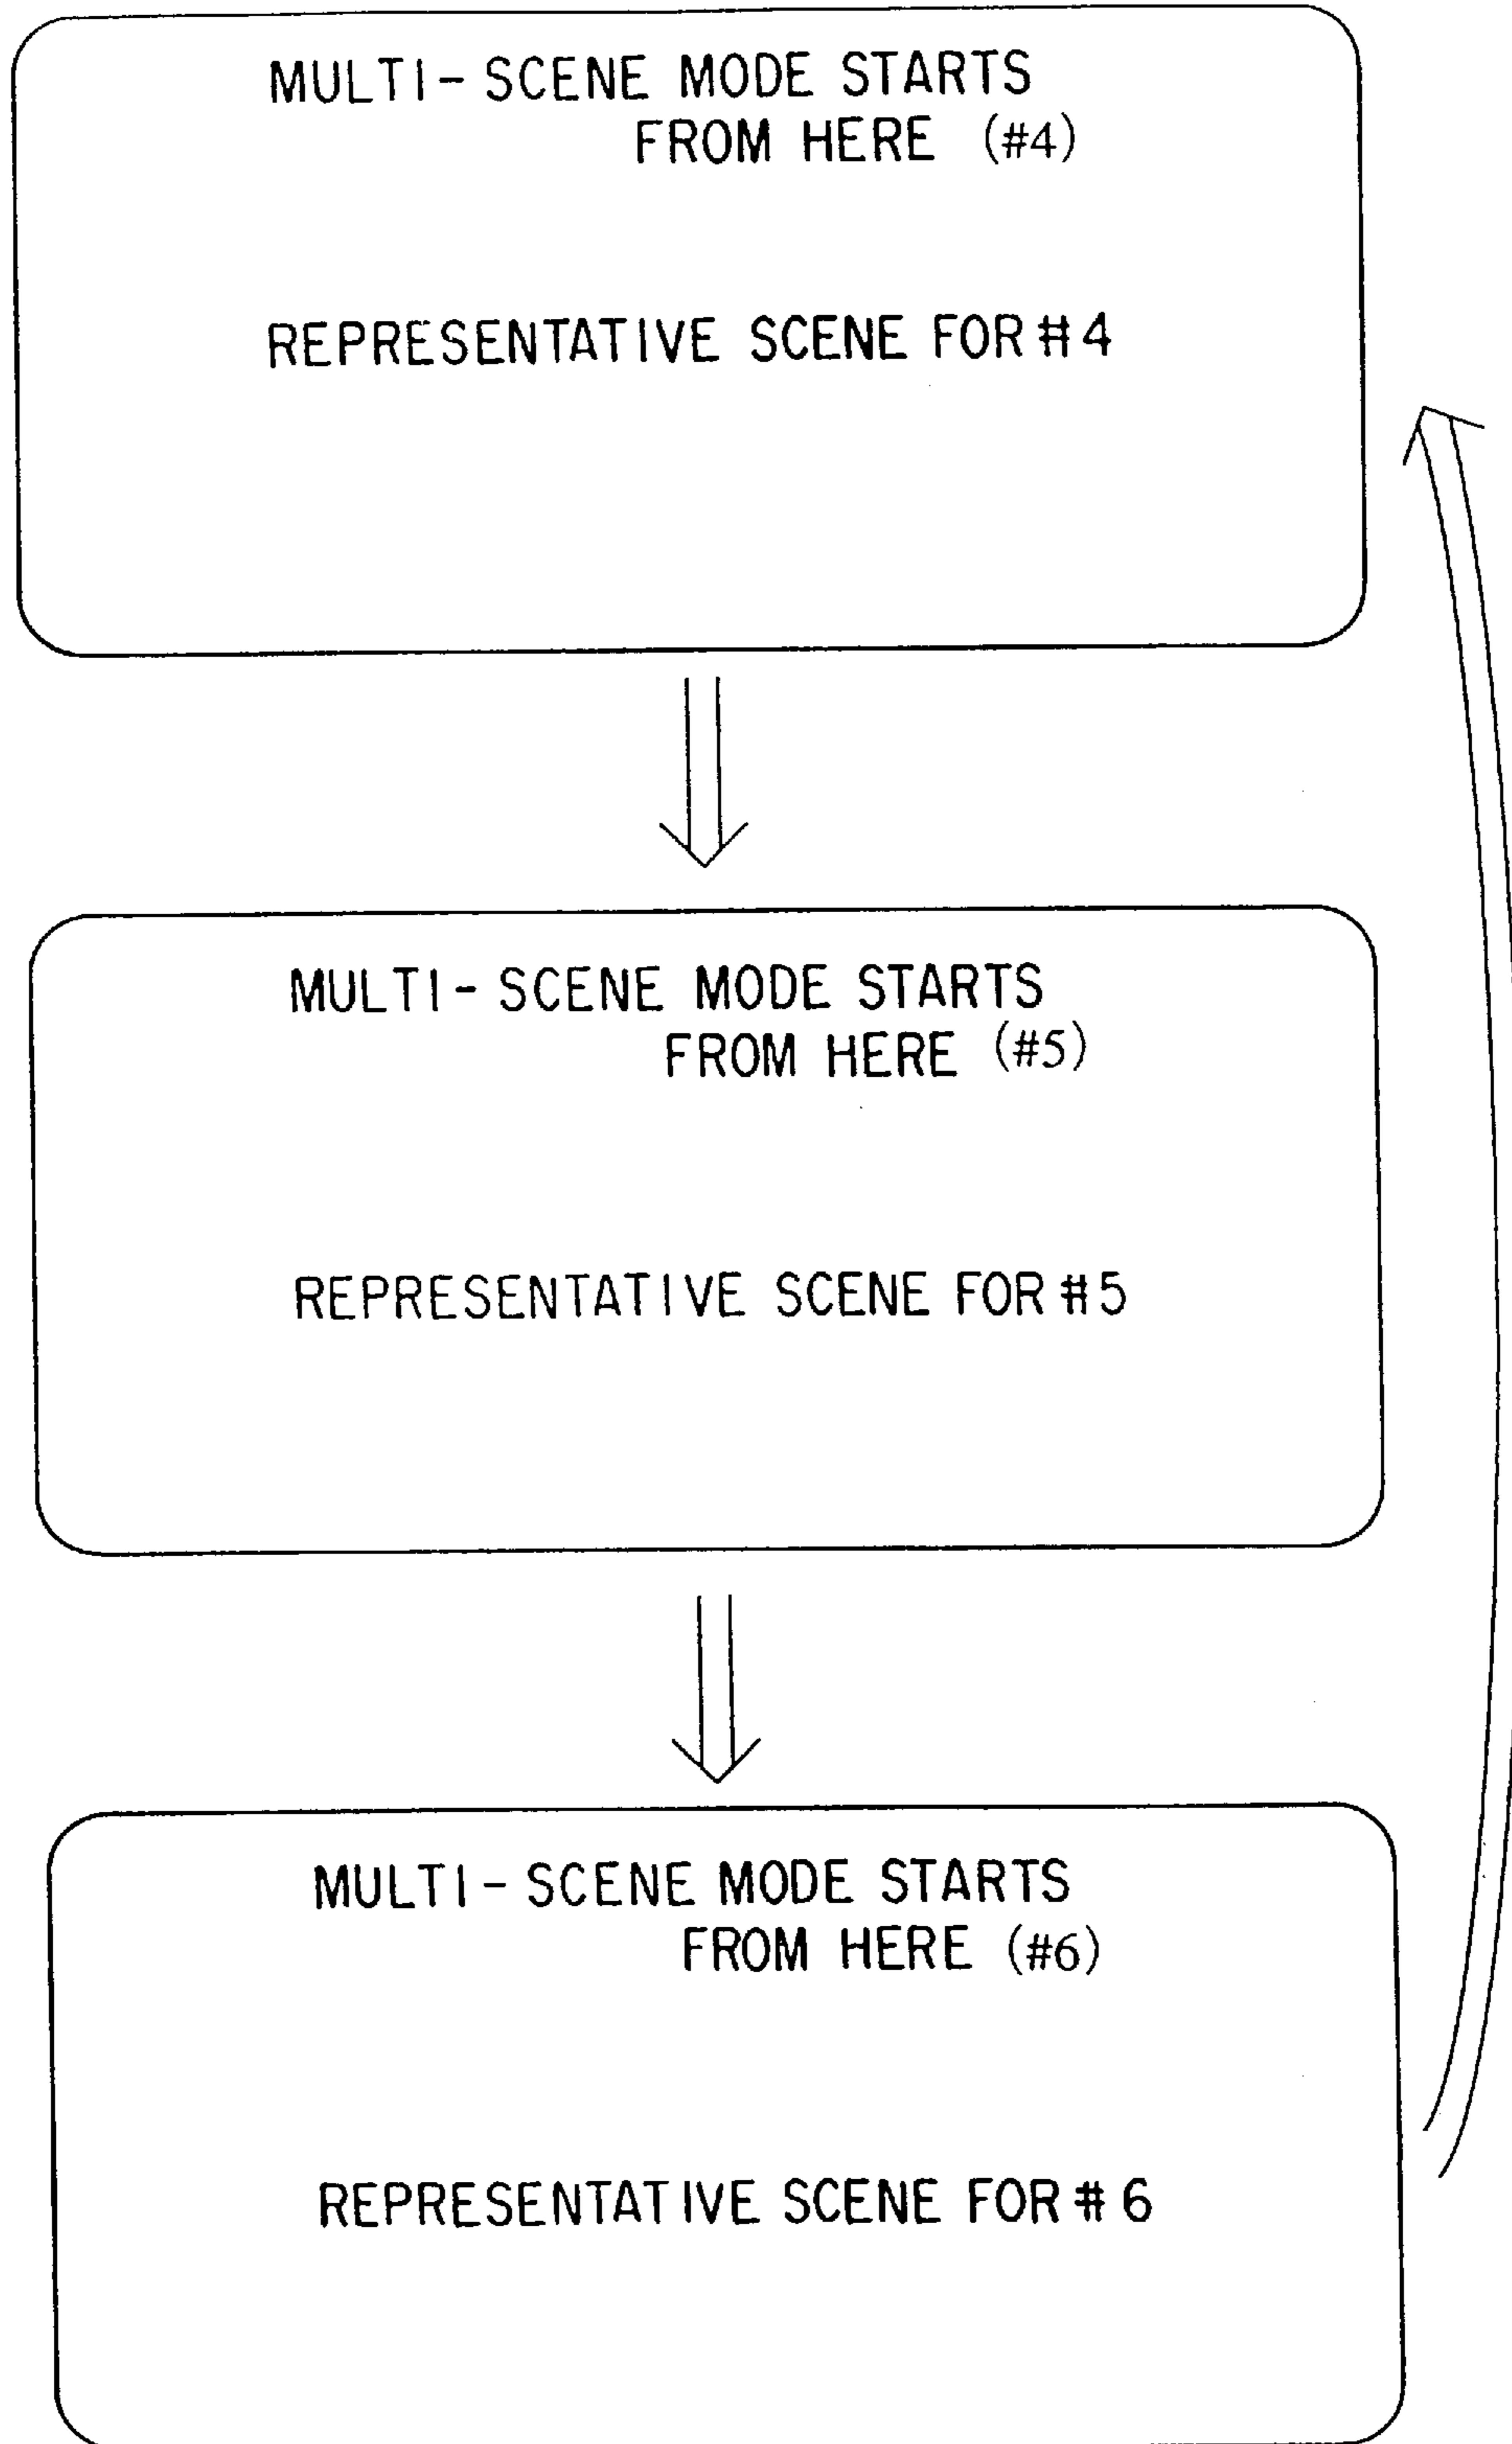 MULTI-SCENE MODE STARTS
FROM HERE (#4)
REPRESENTATIVE SCENE FOR #4
MULTI-SCENE MODE STARTS
FROM HERE (#5)
REPRESENTATIVE SCENE FOR #5
MULTI-SCENE MODE STARTS
FROM HERE (#6)
REPRESENTATIVE SCENE FOR #6